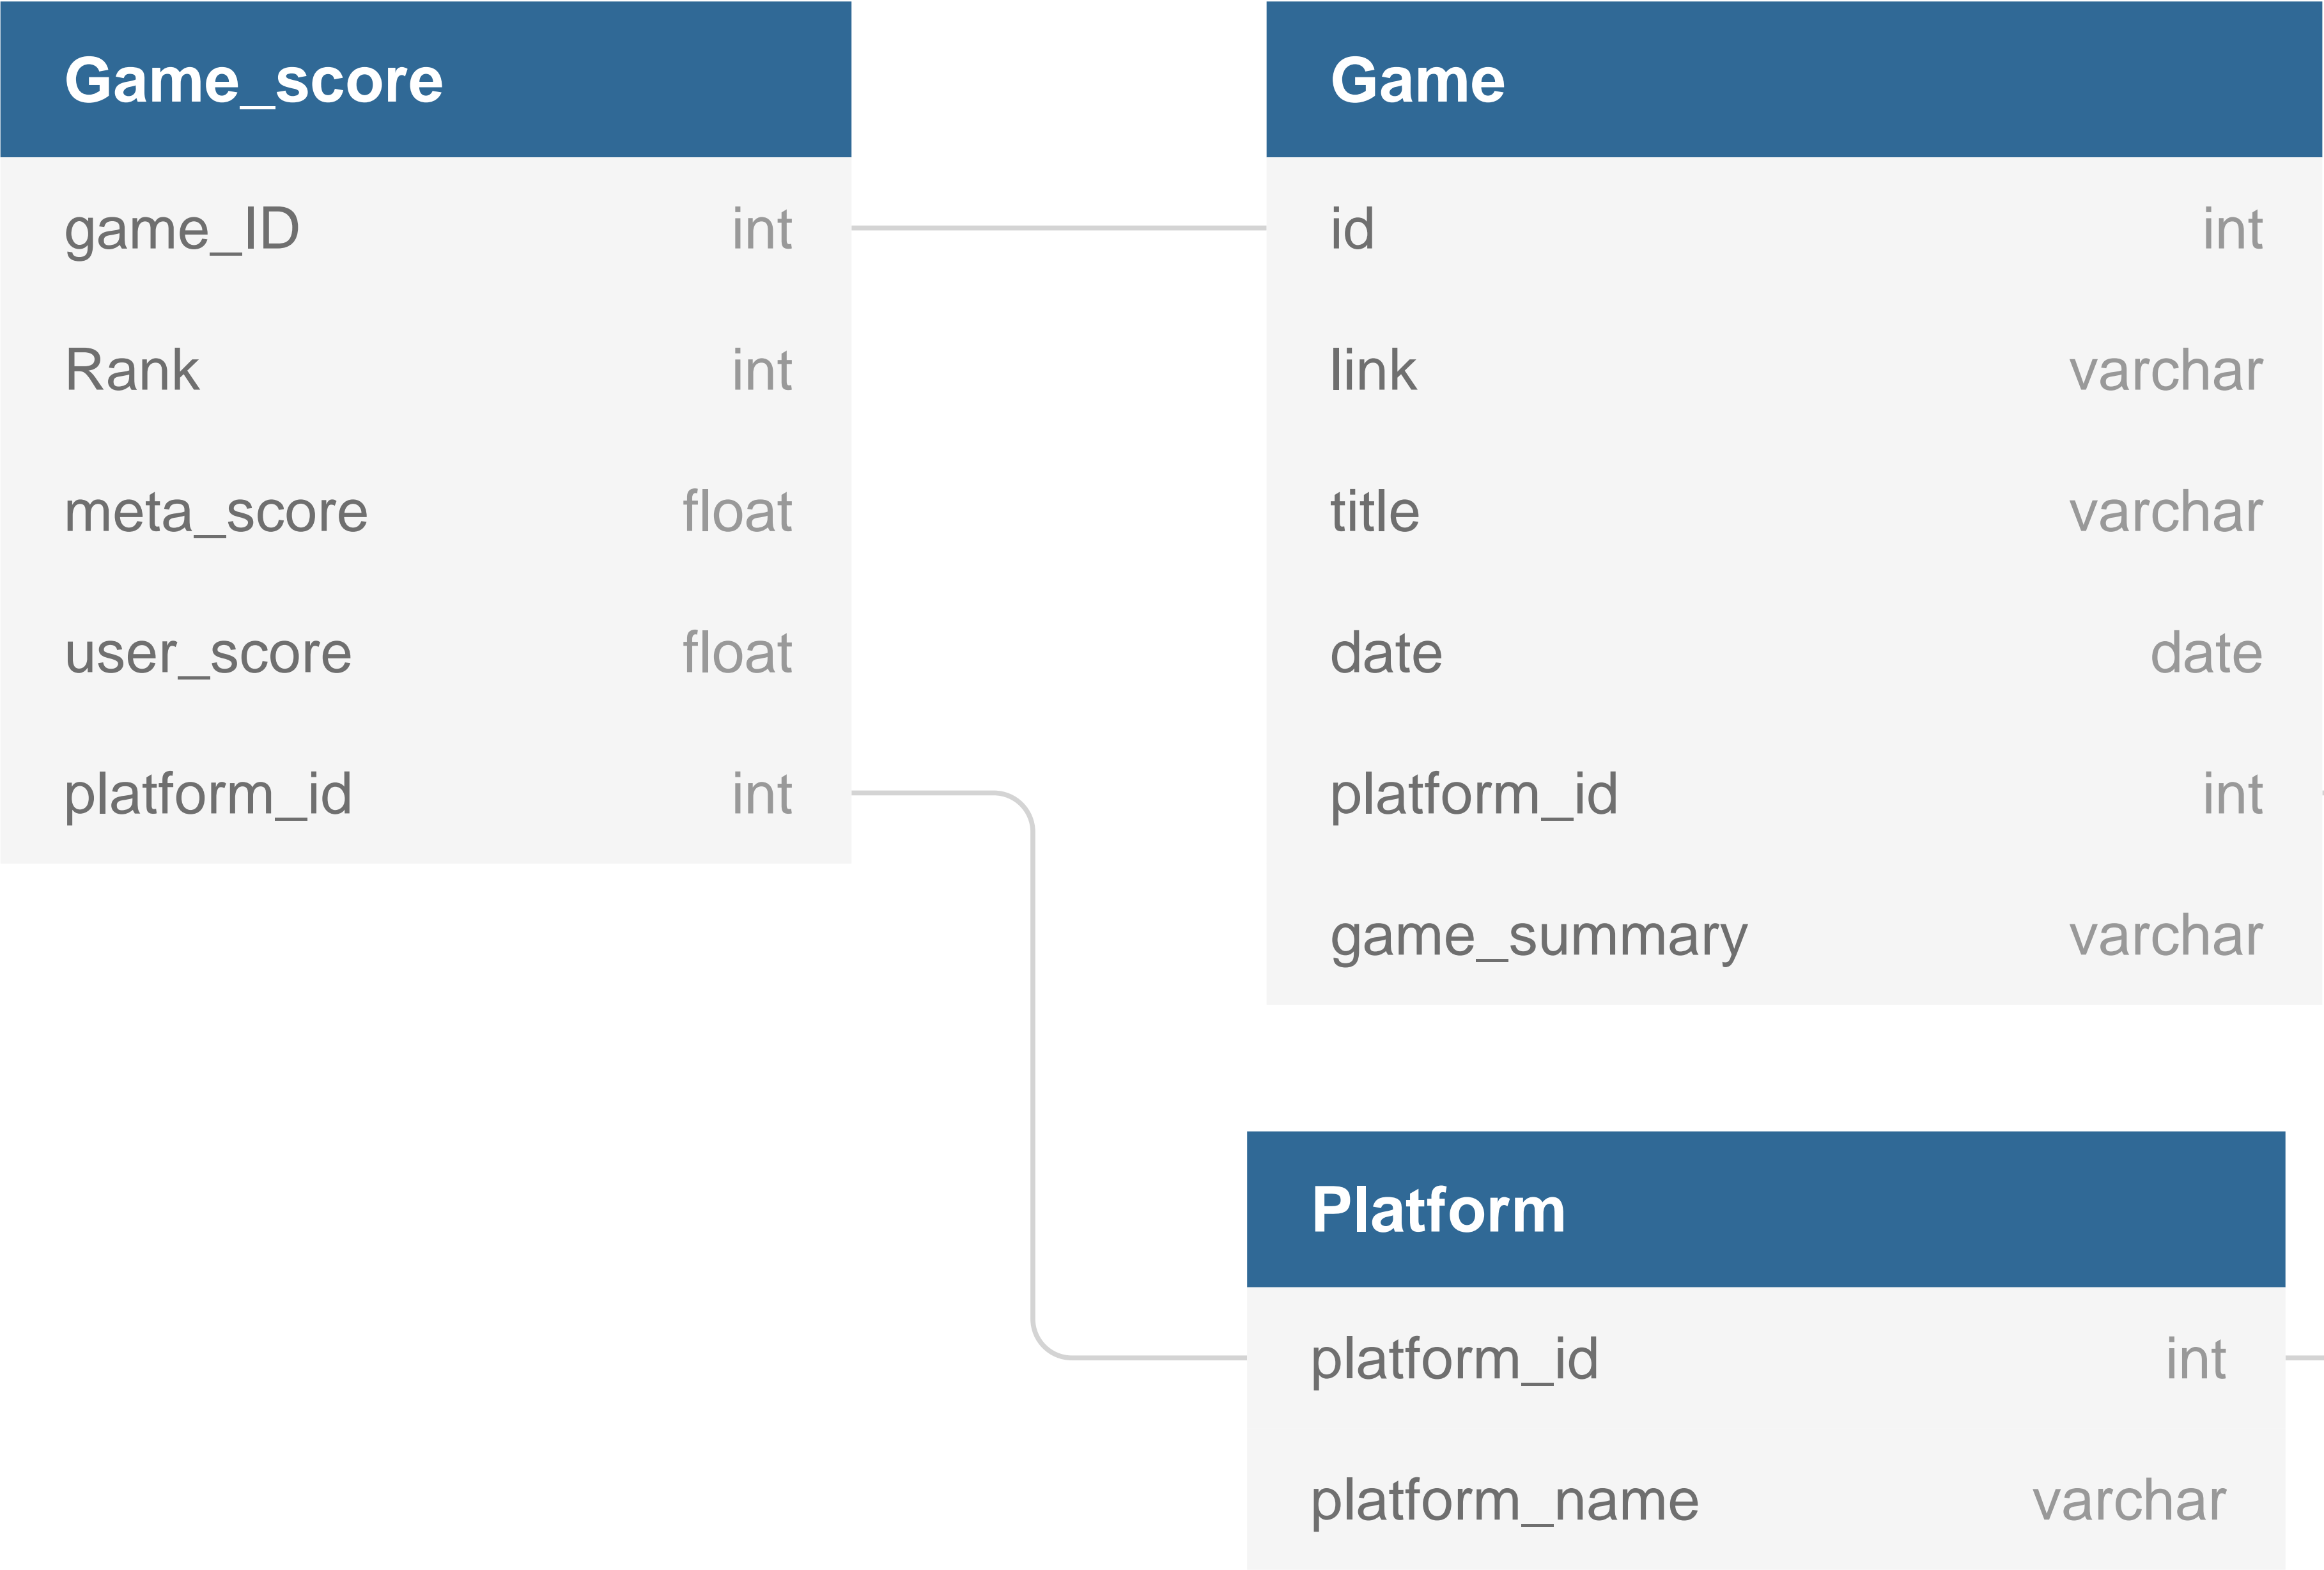 Game_score
game_ID int
Rank int
meta_score float
user_score float
platform_id int
Game
id int
link varchar
title varchar
date date
platform_id int
game_summary varchar
Platform
platform_id int
platform_name varchar